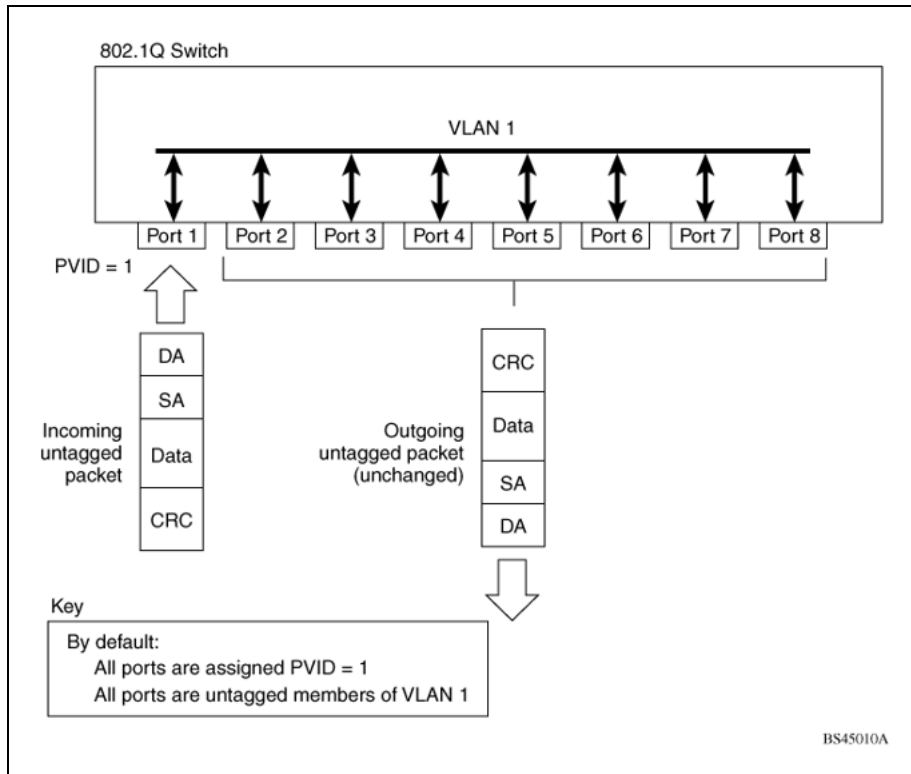 802.1Q Switch
VLAN 1
Port 1
Port 2
Port 3
Port 4
Port 5
Port 6
Port 7
Port 8
PVID = 1
DA
SA
Data
CRC
Incoming
untagged
packet
CRC
Data
SA
DA
Outgoing
untagged packet
(unchanged)
Key
By default:
All ports are assigned PVID = 1
All ports are untagged members of VLAN 1
BS45010A